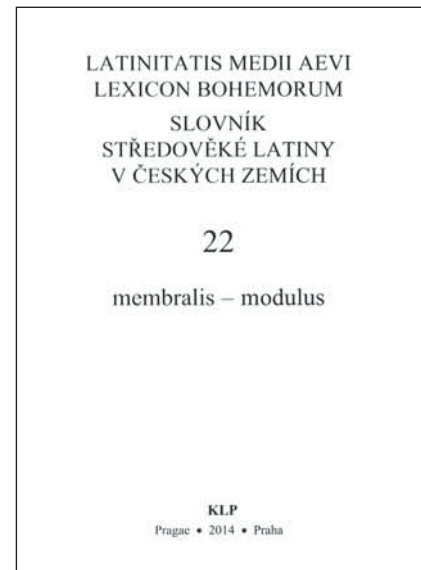 LATINITATIS MEDII AEVI
LEXICON BOHEMORUM
SLOVNÍK
STŘEDOVĚKÉ LATINY
V ČESKÝCH ZEMÍCH
22
membralis – modulus
KLP
Pragae • 2014 • Praha